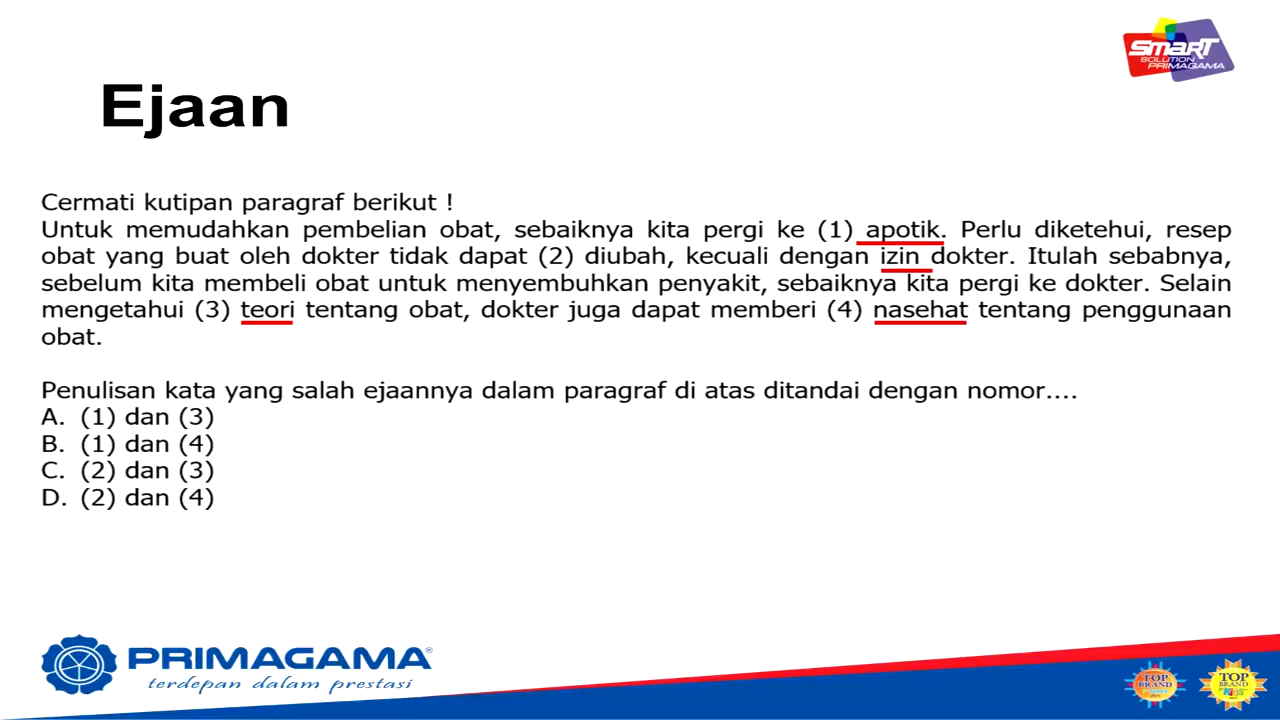 SMART
SOLUTION
PRIMAGAMA
Ejaan
Cermati kutipan paragraf berikut !
Untuk memudahkan pembelian obat, sebaiknya kita pergi ke (1) apotik. Perlu diketehui, resep
obat yang buat oleh dokter tidak dapat (2) diubah, kecuali dengan izin dokter. Itulah sebabnya,
sebelum kita membeli obat untuk menyembuhkan penyakit, sebaiknya kita pergi ke dokter. Selain
mengetahui (3) teori tentang obat, dokter juga dapat memberi (4) nasehat tentang penggunaan
obat.
Penulisan kata yang salah ejaannya dalam paragraf di atas ditandai dengan nomor....
A. (1) dan (3)
B. (1) dan (4)
C. (2) dan (3)
D. (2) dan (4)
PRIMAGAMA
terdepan dalam prestasi
TOP
BRAND
TOP
BRAND